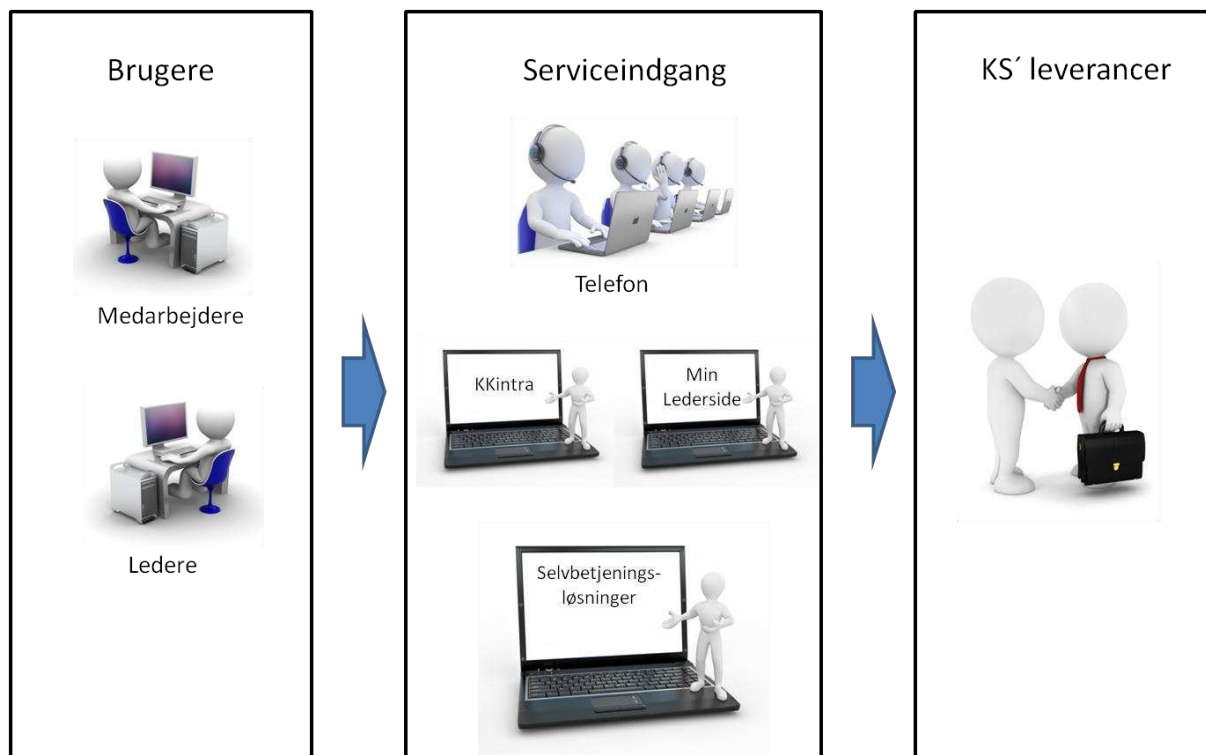 Brugere
Medarbejdere
Ledere
Serviceindgang
Telefon
KKintra
Min
Lederside
Selvbetjenings-
løsninger
KS´ leverancer